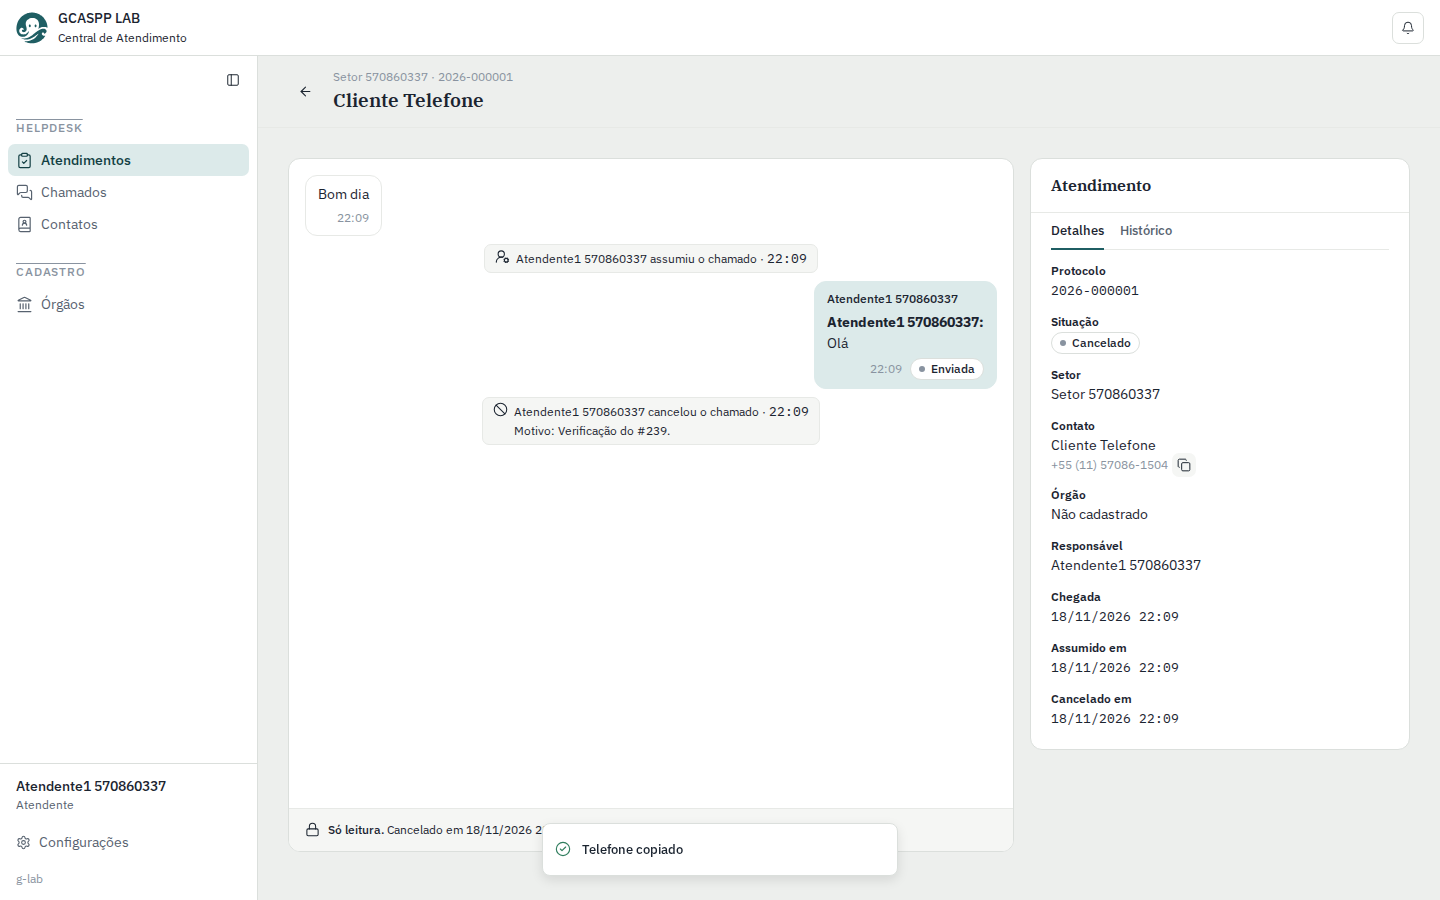 GCASPP LAB
Central de Atendimento
HELPDESK
Atendimentos
Chamados
Contatos
CADASTRO
Órgãos
Atendente1 570860337
Atendente
Configurações
g-lab
Setor 570860337 · 2026-000001
Cliente Telefone
Bom dia
22:09
Atendente1 570860337 assumiu o chamado · 22:09
Atendente1 570860337
Atendente1 570860337:
Olá
22:09 Enviada
Atendente1 570860337 cancelou o chamado · 22:09
Motivo: Verificação do #239.
Só leitura. Cancelado em 18/11/2026 2
Telefone copiado
Atendimento
Detalhes Histórico
Protocolo
2026-000001
Situação
Cancelado
Setor
Setor 570860337
Contato
Cliente Telefone
+55 (11) 57086-1504
Órgão
Não cadastrado
Responsável
Atendente1 570860337
Chegada
18/11/2026 22:09
Assumido em
18/11/2026 22:09
Cancelado em
18/11/2026 22:09